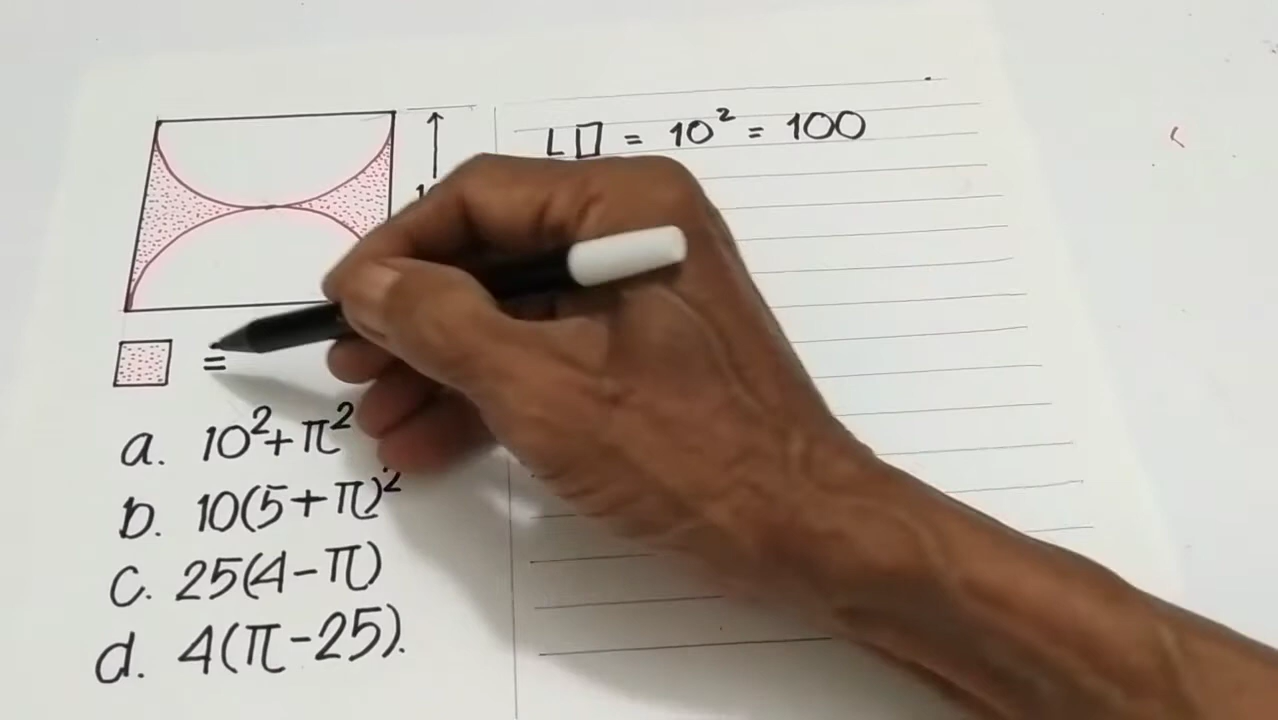 L□ = 10² = 100
=
a. 10²+π²
b. 10(5+π)²
c. 25(4-π)
d. 4(π-25).